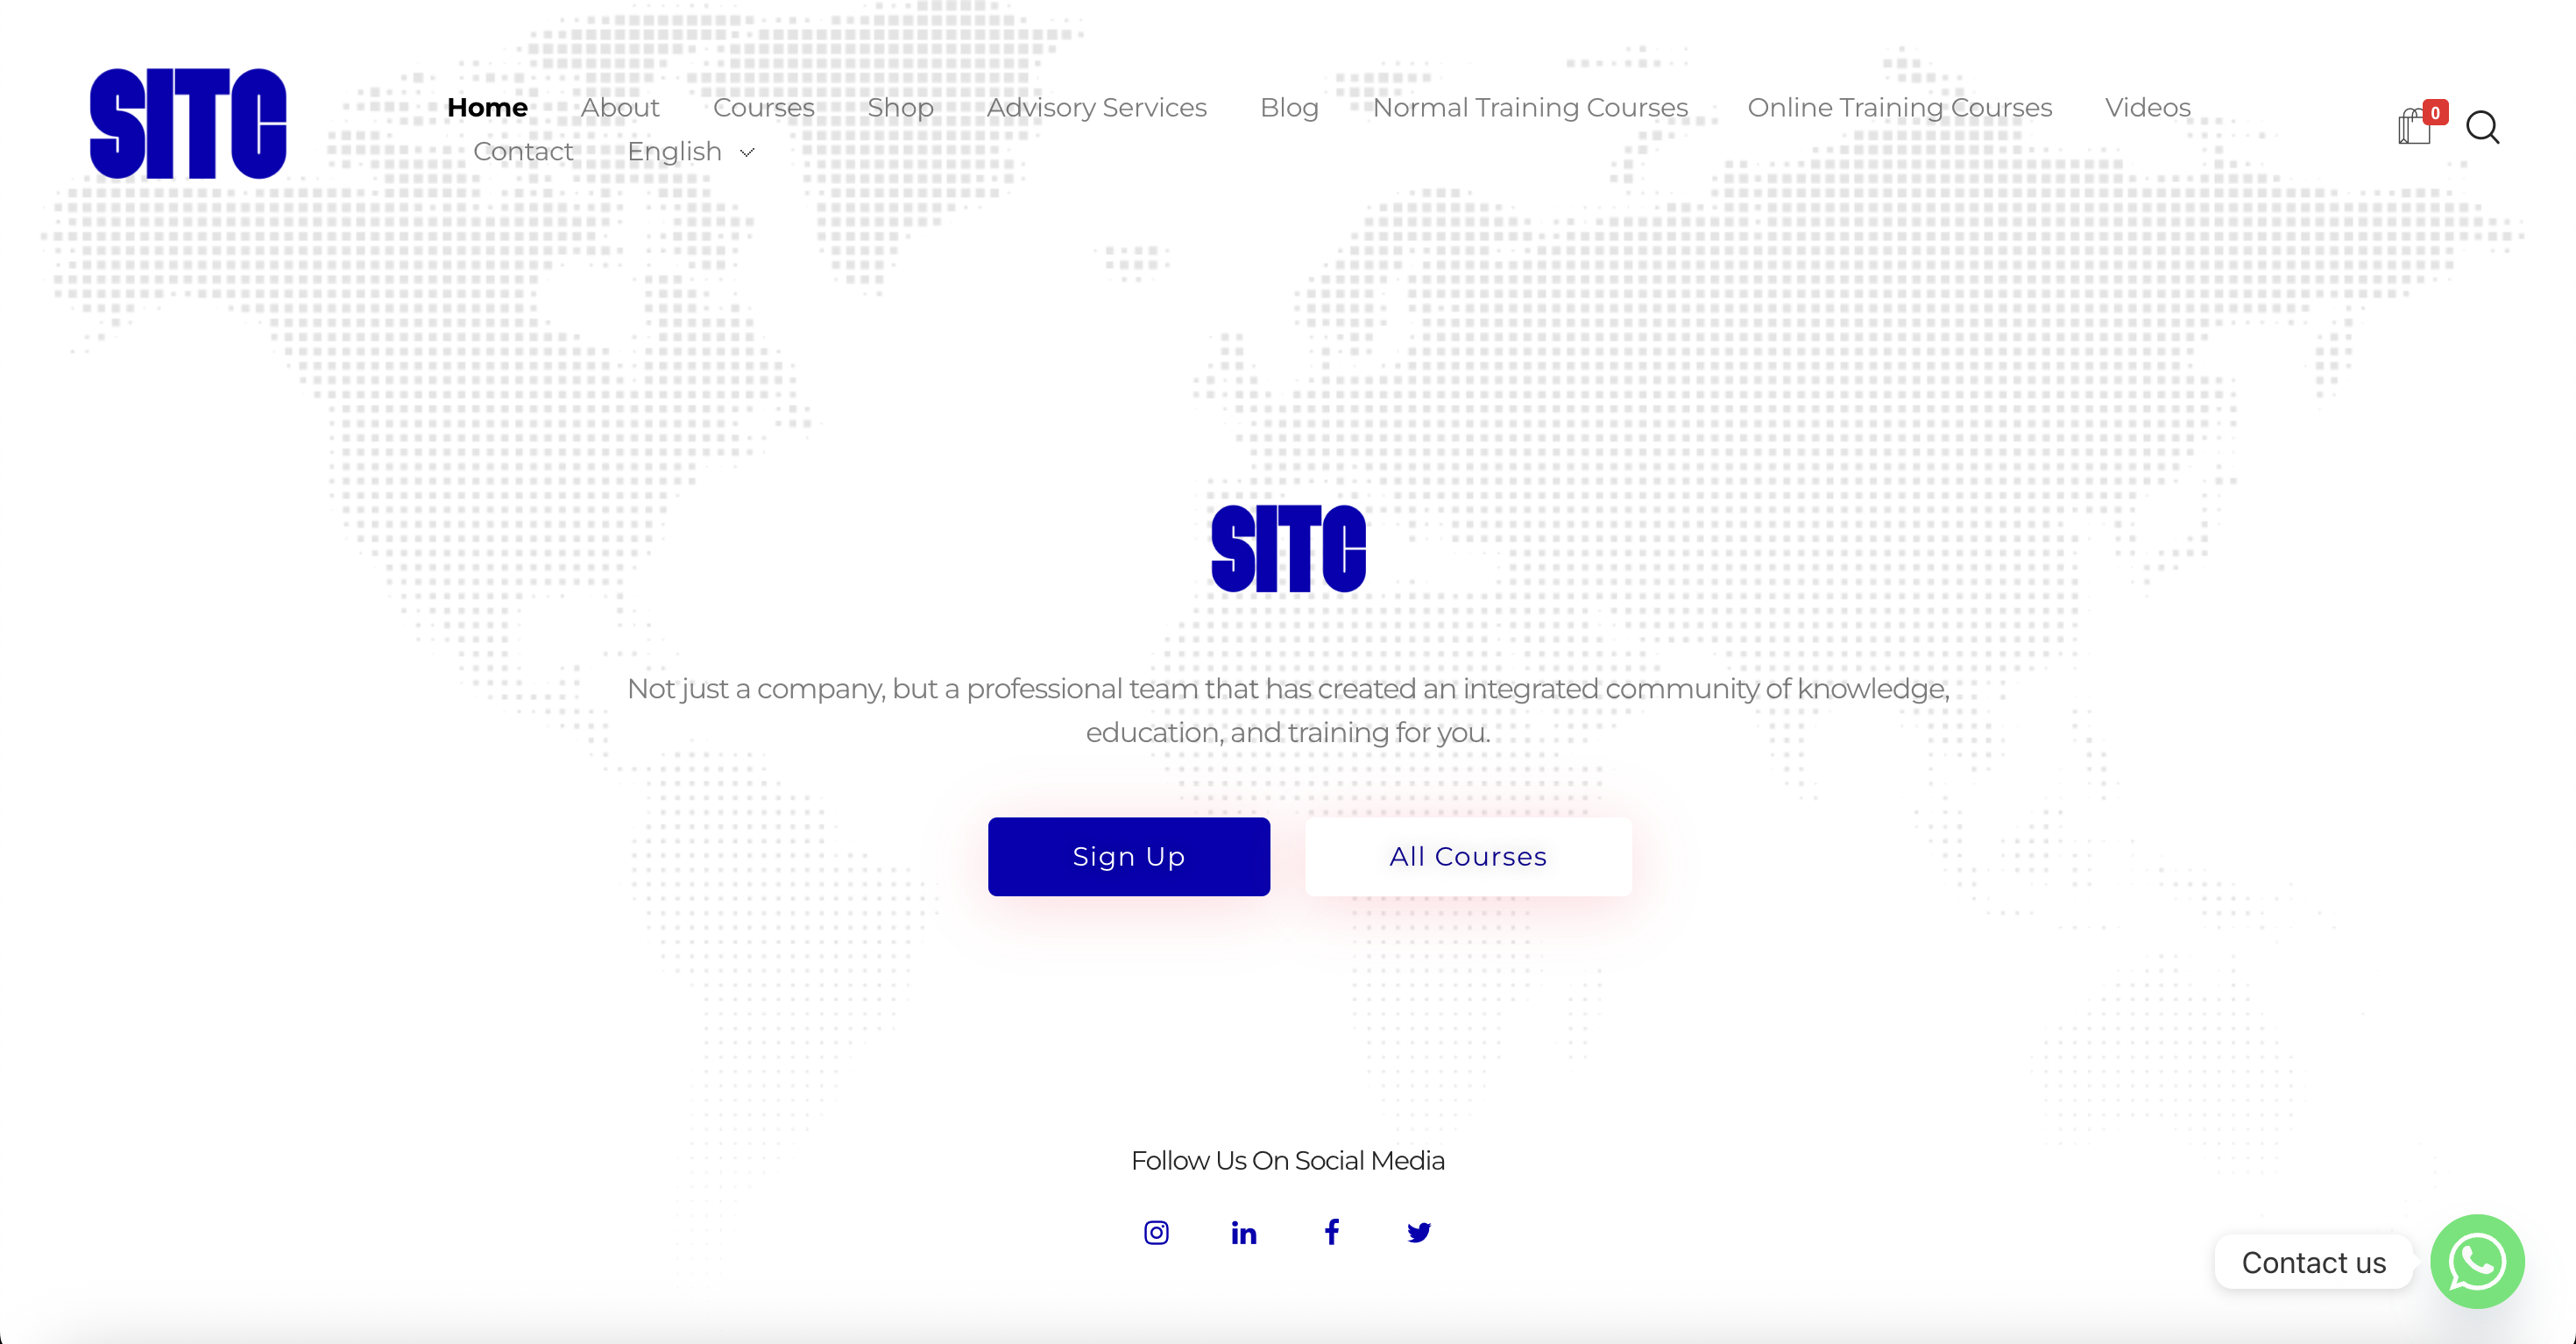 SITC
Home About Courses Shop Advisory Services Blog Normal Training Courses Online Training Courses Videos
Contact English
0
SITC
Not just a company, but a professional team that has created an integrated community of knowledge,
education, and training for you.
Sign Up All Courses
Follow Us On Social Media
Contact us